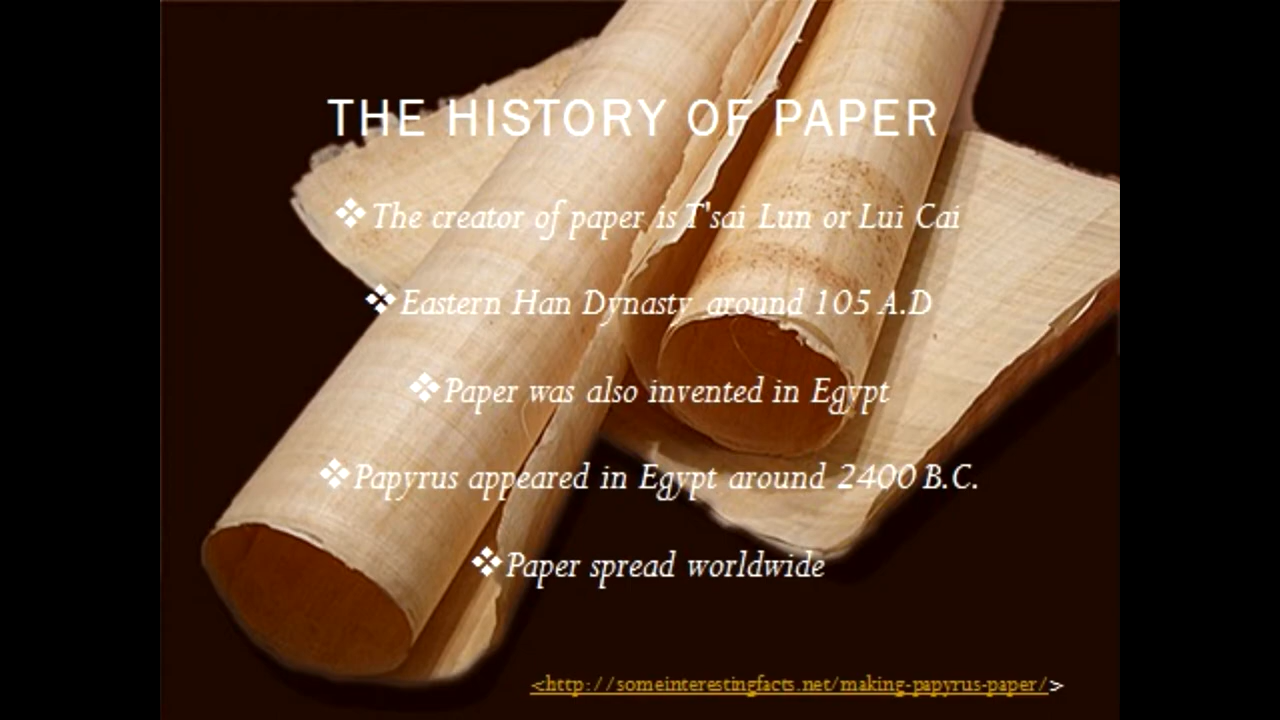 THE HISTORY OF PAPER
❖The creator of paper is T'sai Lun or Lui Cai
❖Eastern Han Dynasty around 105 A.D
❖Paper was also invented in Egypt
❖Papyrus appeared in Egypt around 2400 B.C.
❖Paper spread worldwide
<http://someinterestingfacts.net/making-papyrus-paper/>